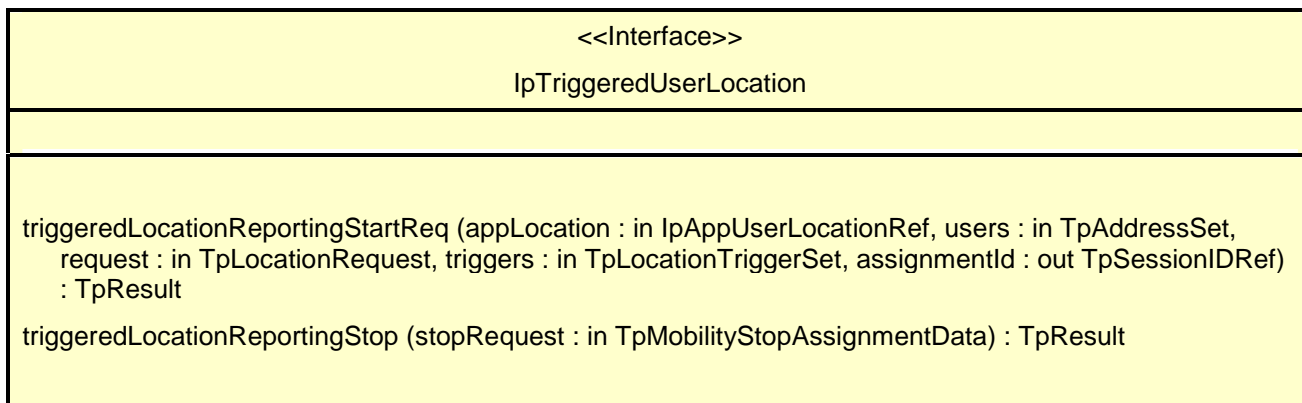 <<Interface>>
IpTriggeredUserLocation
triggeredLocationReportingStartReq (appLocation : in IpAppUserLocationRef, users : in TpAddressSet,
request : in TpLocationRequest, triggers : in TpLocationTriggerSet, assignmentId : out TpSessionIDRef)
: TpResult
triggeredLocationReportingStop (stopRequest : in TpMobilityStopAssignmentData) : TpResult